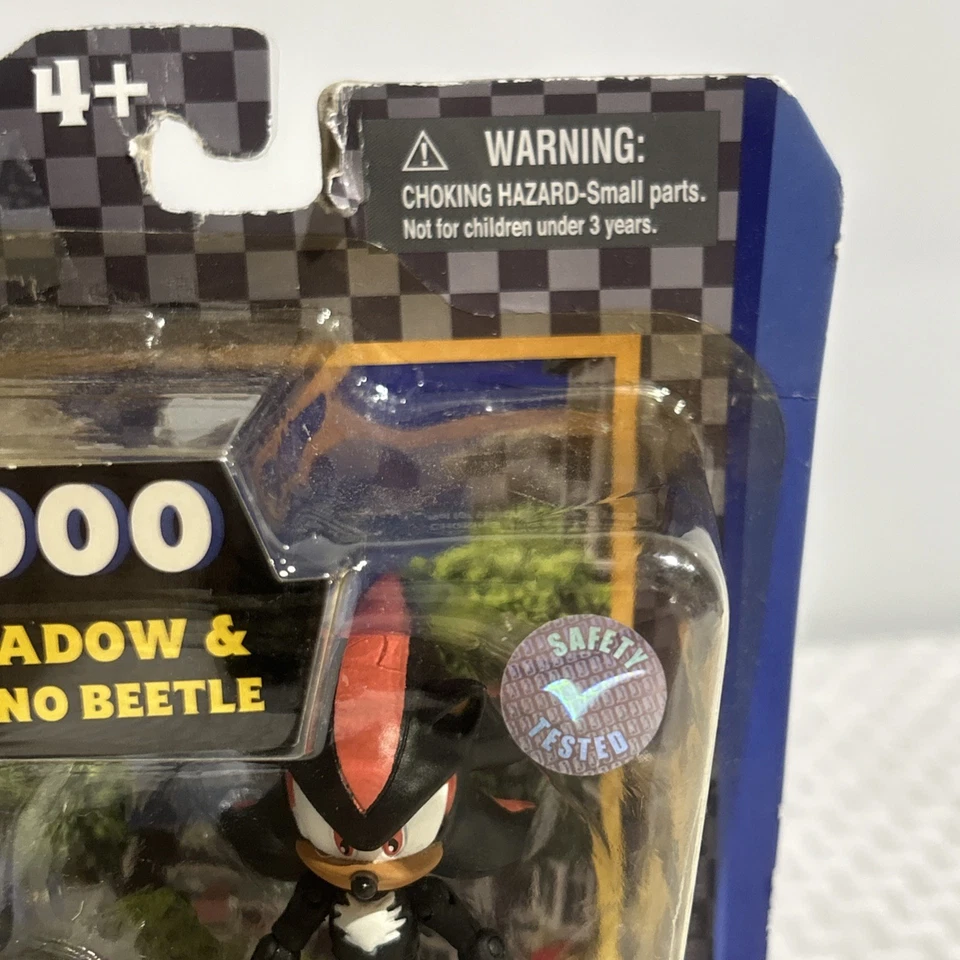 4+
WARNING:
CHOKING HAZARD-Small parts.
Not for children under 3 years.
000
ADOW &
NO BEETLE
SAFETY
TESTED